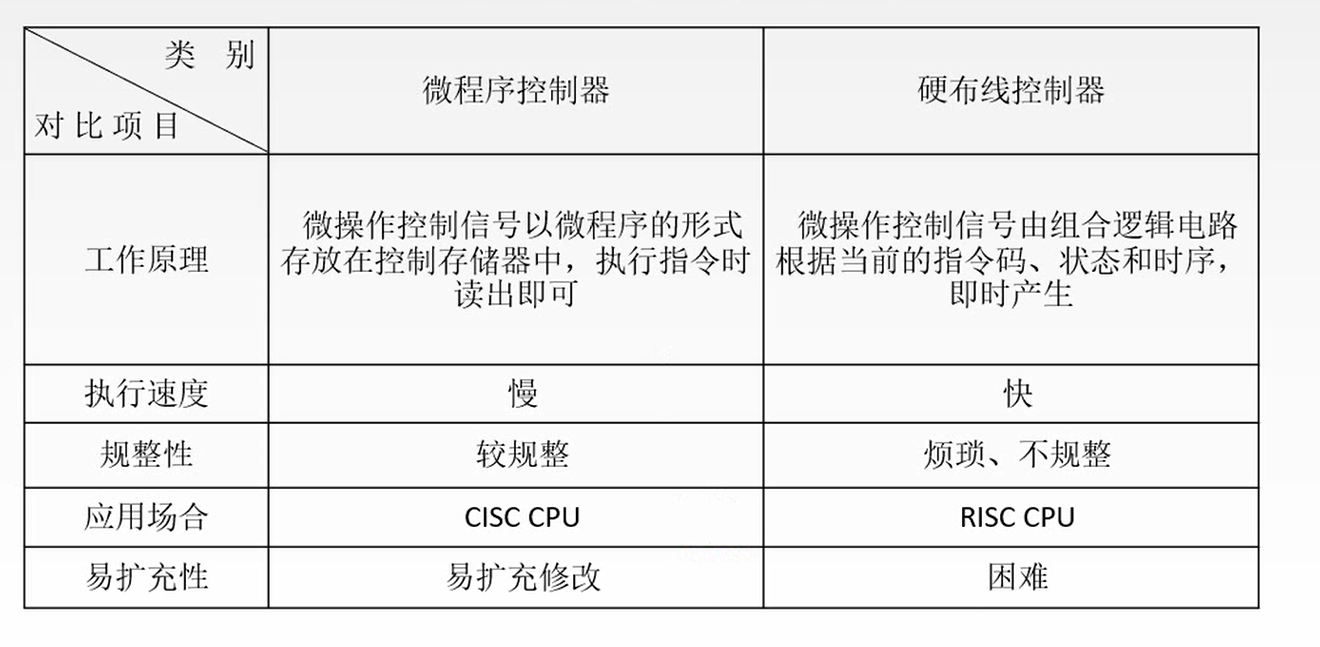 类 别
对比项目
微程序控制器
硬布线控制器
工作原理
微操作控制信号以微程序的形式
存放在控制存储器中，执行指令时
读出即可
微操作控制信号由组合逻辑电路
根据当前的指令码、状态和时序，
即时产生
执行速度
慢
快
规整性
较规整
烦琐、不规整
应用场合
CISC CPU
RISC CPU
易扩充性
易扩充修改
困难